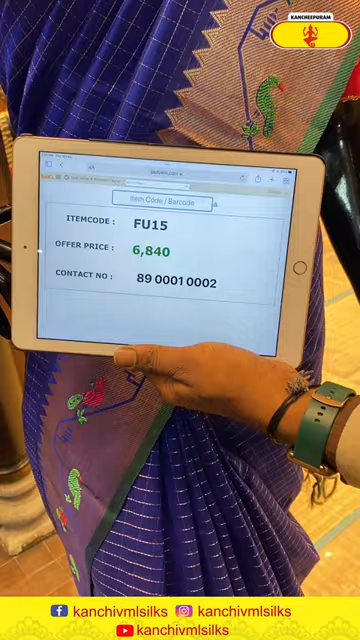 KANCHEEPURAM
Item Code / Barcode
ITEMCODE : FU15
OFFER PRICE : 6,840
CONTACT NO : 89 0001 0002
kanchivmlsilks kanchivmlsilks
kanchivmlsilks